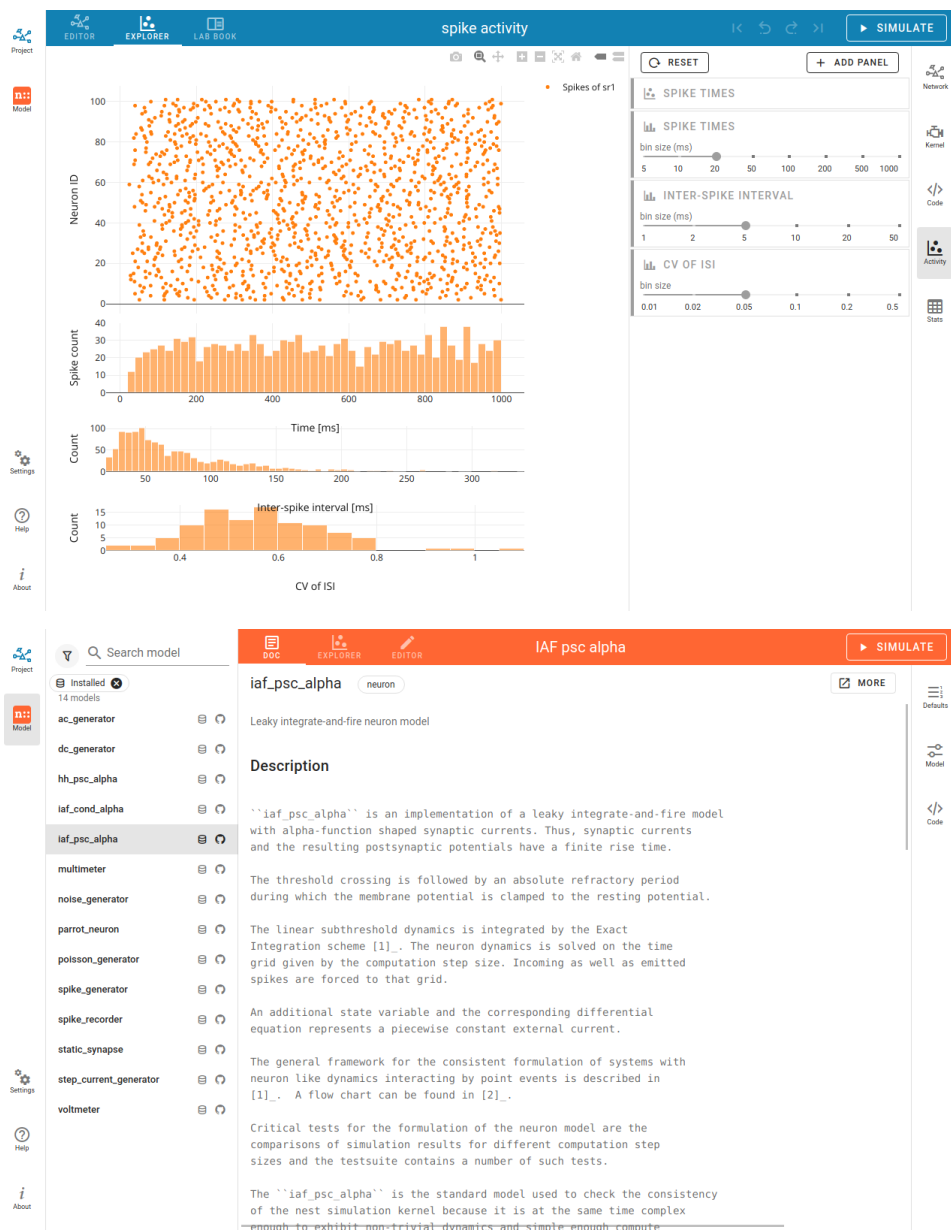 EDITOR
EXPLORER
LAB BOOK
spike activity
SIMULATE
Project
n::
Model
Settings
Help
i
About
Spikes of sr1
100
80
60
40
20
0
Neuron ID
40
30
20
10
0
Spike count
0 200 400 600 800 1000
Time [ms]
100
50
0
Count
50 100 150 200 250 300
Inter-spike interval [ms]
15
10
5
0
Count
0.4 0.6 0.8 1
CV of ISI
RESET
+ ADD PANEL
SPIKE TIMES
SPIKE TIMES
bin size (ms)
5 10 20 50 100 200 500 1000
INTER-SPIKE INTERVAL
bin size (ms)
1 2 5 10 20 50
CV OF ISI
bin size
0.01 0.02 0.05 0.1 0.2 0.5
Network
Kernel
</>
Code
Activity
Stats
Project
n::
Model
Settings
Help
i
About
Search model
Installed
14 models
ac_generator
dc_generator
hh_psc_alpha
iaf_cond_alpha
iaf_psc_alpha
multimeter
noise_generator
parrot_neuron
poisson_generator
spike_generator
spike_recorder
static_synapse
step_current_generator
voltmeter
DOC
EXPLORER
EDITOR
IAF psc alpha
SIMULATE
iaf_psc_alpha
neuron
MORE
Leaky integrate-and-fire neuron model
Description
``iaf_psc_alpha`` is an implementation of a leaky integrate-and-fire model
with alpha-function shaped synaptic currents. Thus, synaptic currents
and the resulting postsynaptic potentials have a finite rise time.
The threshold crossing is followed by an absolute refractory period
during which the membrane potential is clamped to the resting potential.
The linear subthreshold dynamics is integrated by the Exact
Integration scheme [1]_. The neuron dynamics is solved on the time
grid given by the computation step size. Incoming as well as emitted
spikes are forced to that grid.
An additional state variable and the corresponding differential
equation represents a piecewise constant external current.
The general framework for the consistent formulation of systems with
neuron like dynamics interacting by point events is described in
[1]_.  A flow chart can be found in [2]_.
Critical tests for the formulation of the neuron model are the
comparisons of simulation results for different computation step
sizes and the testsuite contains a number of such tests.
The ``iaf_psc_alpha`` is the standard model used to check the consistency
of the nest simulation kernel because it is at the same time complex
enough to exhibit non-trivial dynamics and simple enough compute
Defaults
Model
</>
Code